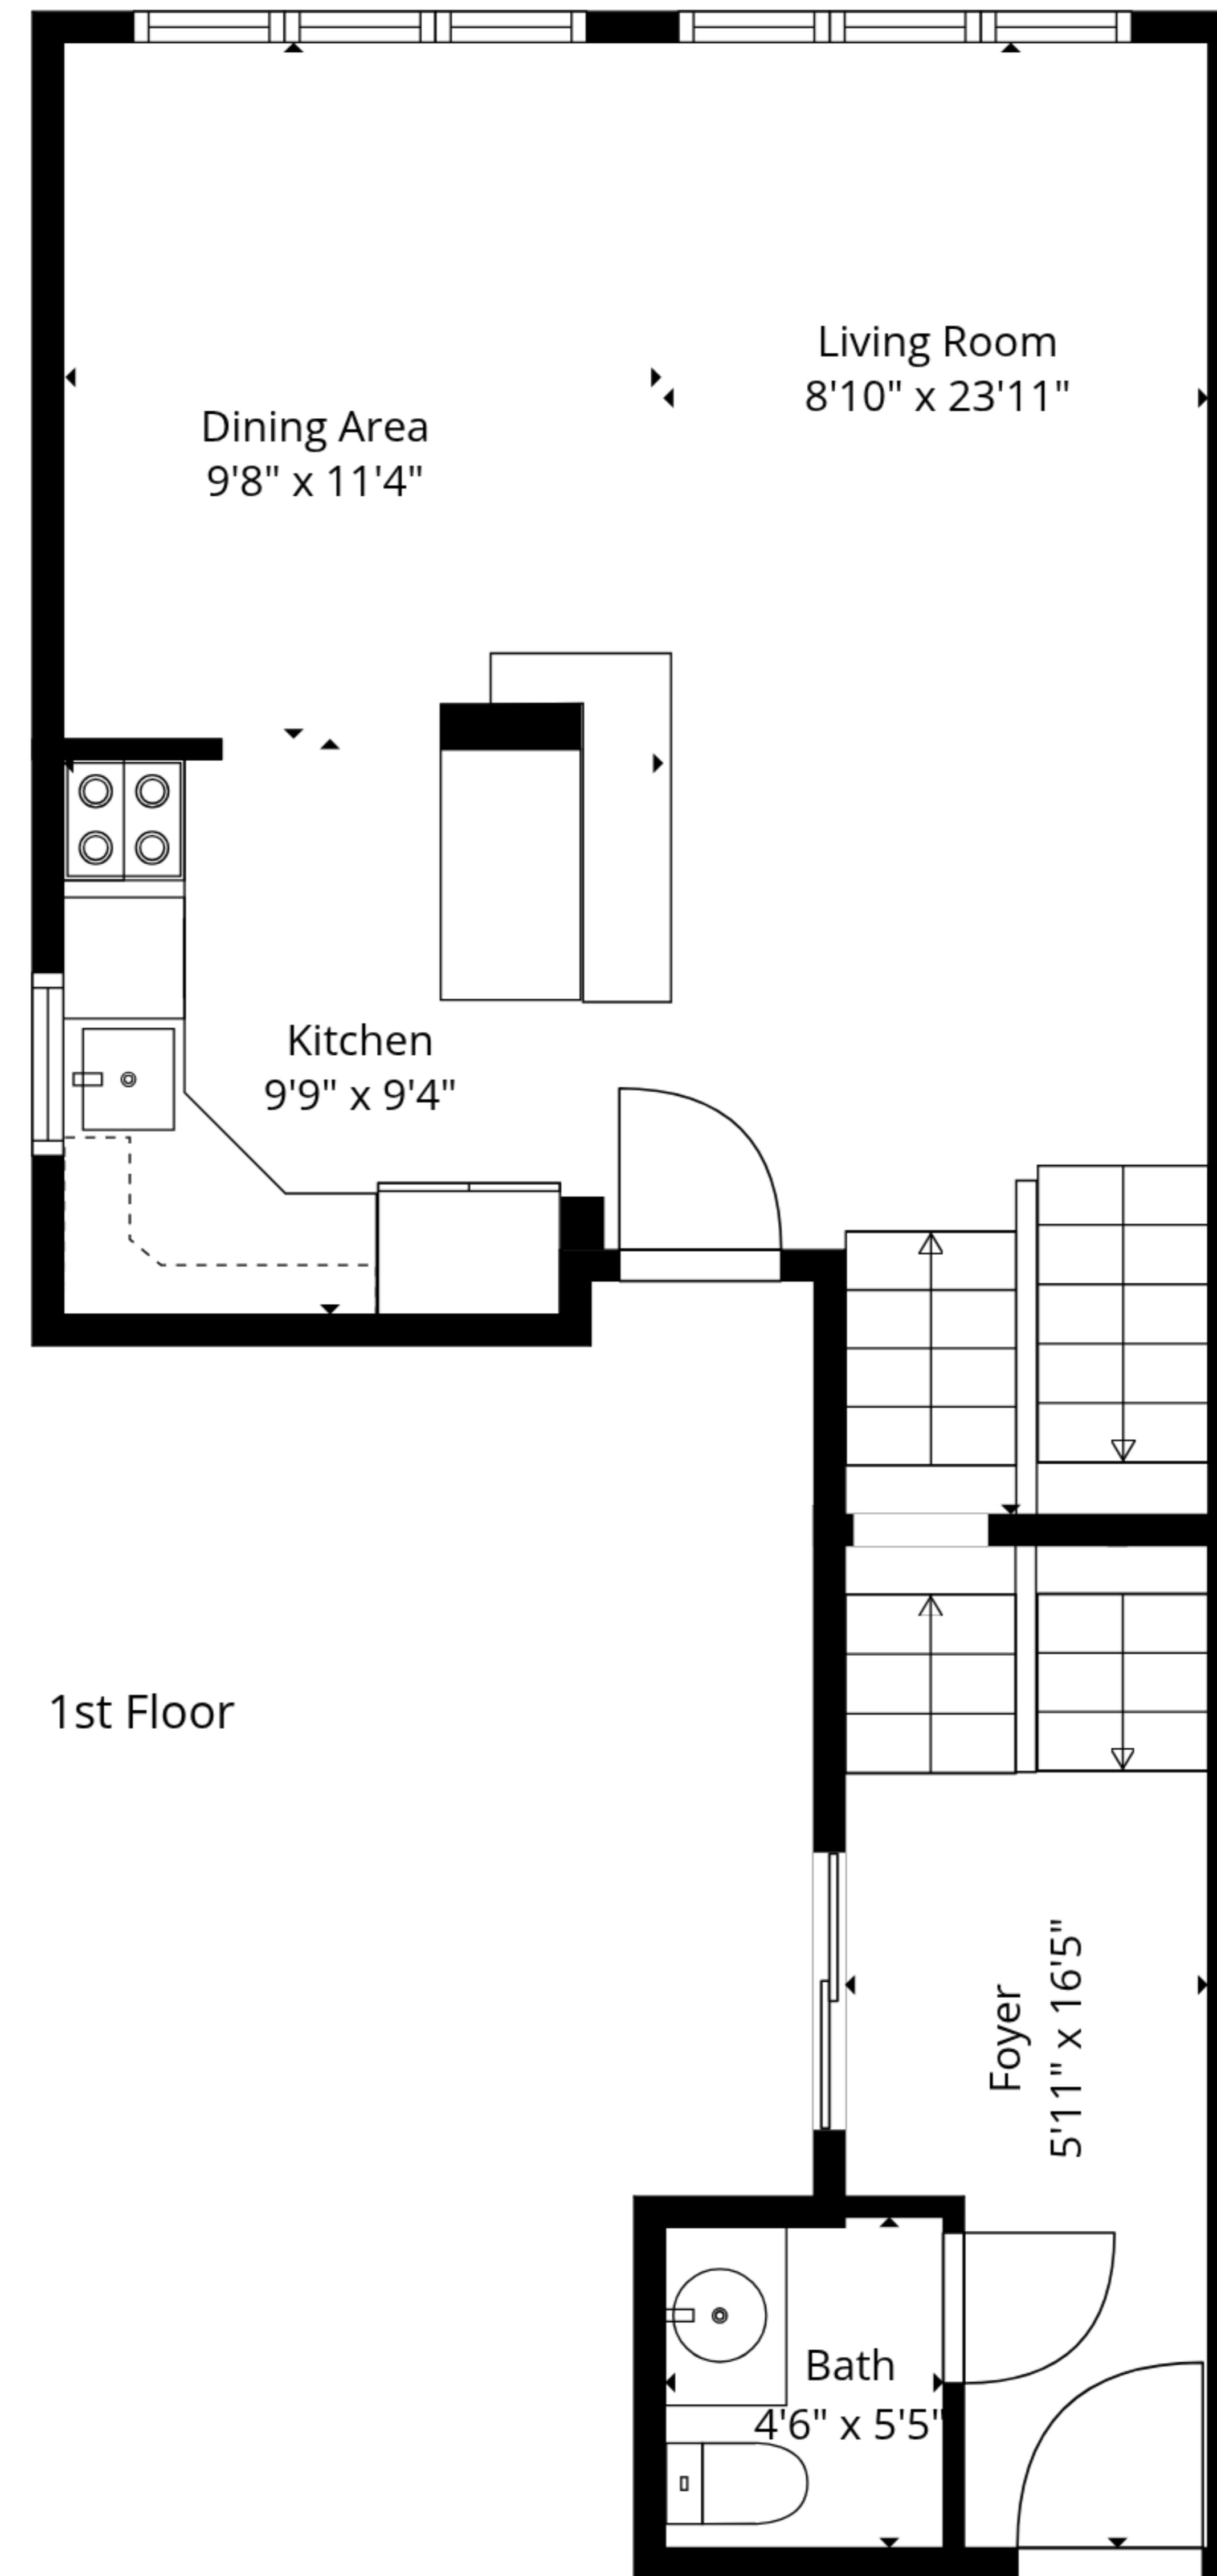 Living Room
8'10" x 23'11"
Dining Area
9'8" x 11'4"
Kitchen
9'9" x 9'4"
1st Floor
Foyer
5'11" x 16'5"
Bath
4'6" x 5'5"